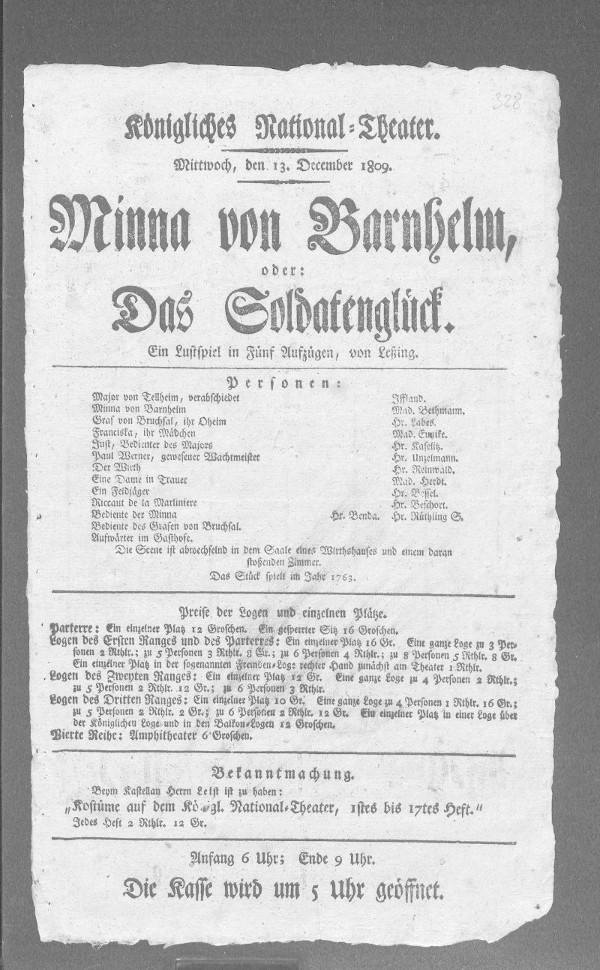 328
Königliches National-Theater.
Mittwoch, den 13. December 1809.
Minna von Barnhelm,
oder:
Das Soldatenglück.
Ein Lustspiel in Fünf Aufzügen, von Leßing.
Personen:
Major von Tellheim, verabschiedet Iffland.
Minna von Barnhelm Mad. Bethmann.
Graf von Bruchsal, ihr Oheim Hr. Labes.
Franciska, ihr Mädchen Mad. Eunike.
Just, Bedienter des Majors Hr. Kaselitz.
Paul Werner, gewesener Wachtmeister Hr. Unzelmann.
Der Wirth Hr. Reinwald.
Eine Dame in Trauer Mad. Herdt.
Ein Feldjäger Hr. Bessel.
Riccaut de la Marliniere Hr. Beschort.
Bediente der Minna Hr. Benda. Hr. Rüthling S.
Bediente des Grafen von Bruchsal.
Aufwärter im Gasthofe.
Die Scene ist abwechselnd in dem Saale eines Wirthshauses und einem daran
stoßenden Zimmer.
Das Stück spielt im Jahr 1763.
Preise der Logen und einzelnen Plätze.
Parterre: Ein einzelner Platz 12 Groschen. Ein gesperrter Sitz 16 Groschen.
Logen des Ersten Ranges und des Parterres: Ein einzelner Platz 16 Gr. Eine ganze Loge zu 3 Per-
sonen 2 Rthlr.; zu 5 Personen 3 Rthlr. 8 Gr.; zu 6 Personen 4 Rthlr.; zu 8 Personen 5 Rthlr. 8 Gr.
Ein einzelner Platz in der sogenannten Fremden-Loge rechter Hand zunächst am Theater 1 Rthlr.
Logen des Zweyten Ranges: Ein einzelner Platz 12 Gr. Eine ganze Loge zu 4 Personen 2 Rthlr.;
zu 5 Personen 2 Rthlr. 12 Gr.; zu 6 Personen 3 Rthlr.
Logen des Dritten Ranges: Ein einzelner Platz 10 Gr. Eine ganze Loge zu 4 Personen 1 Rthlr. 16 Gr.;
zu 5 Personen 2 Rthlr. 2 Gr.; zu 6 Personen 2 Rthlr. 12 Gr. Ein einzelner Platz in einer Loge über
der Königlichen Loge und in den Balkon-Logen 12 Groschen.
Vierte Reihe: Amphitheater 6 Groschen.
Bekanntmachung.
Beym Kastellan Herrn Leist ist zu haben:
„Kostüme auf dem Königl. National-Theater, 1stes bis 17tes Heft."
Jedes Heft 2 Rthlr. 12 Gr.
Anfang 6 Uhr; Ende 9 Uhr.
Die Kasse wird um 5 Uhr geöffnet.